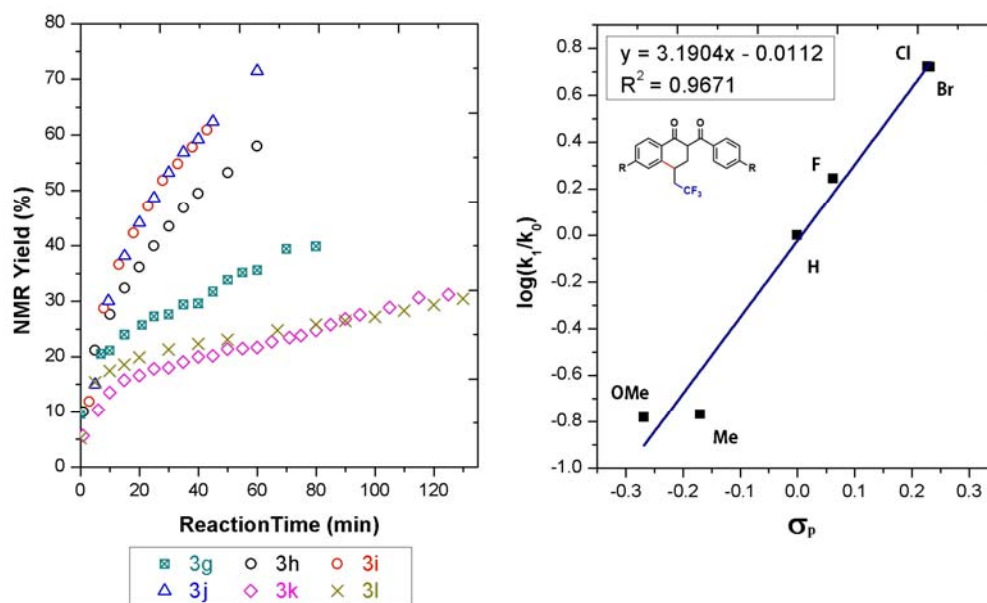 80
70
60
50
40
30
20
10
0
NMR Yield (%)
0 20 40 60 80 100 120
ReactionTime (min)
3g 3h 3i
3j 3k 3l
y = 3.1904x - 0.0112
R² = 0.9671
O O
R R
CF₃
Cl
Br
F
H
OMe
Me
0.8
0.6
0.4
0.2
0.0
-0.2
-0.4
-0.6
-0.8
-1.0
log(k₁/k₀)
-0.3 -0.2 -0.1 0.0 0.1 0.2 0.3
σₚ